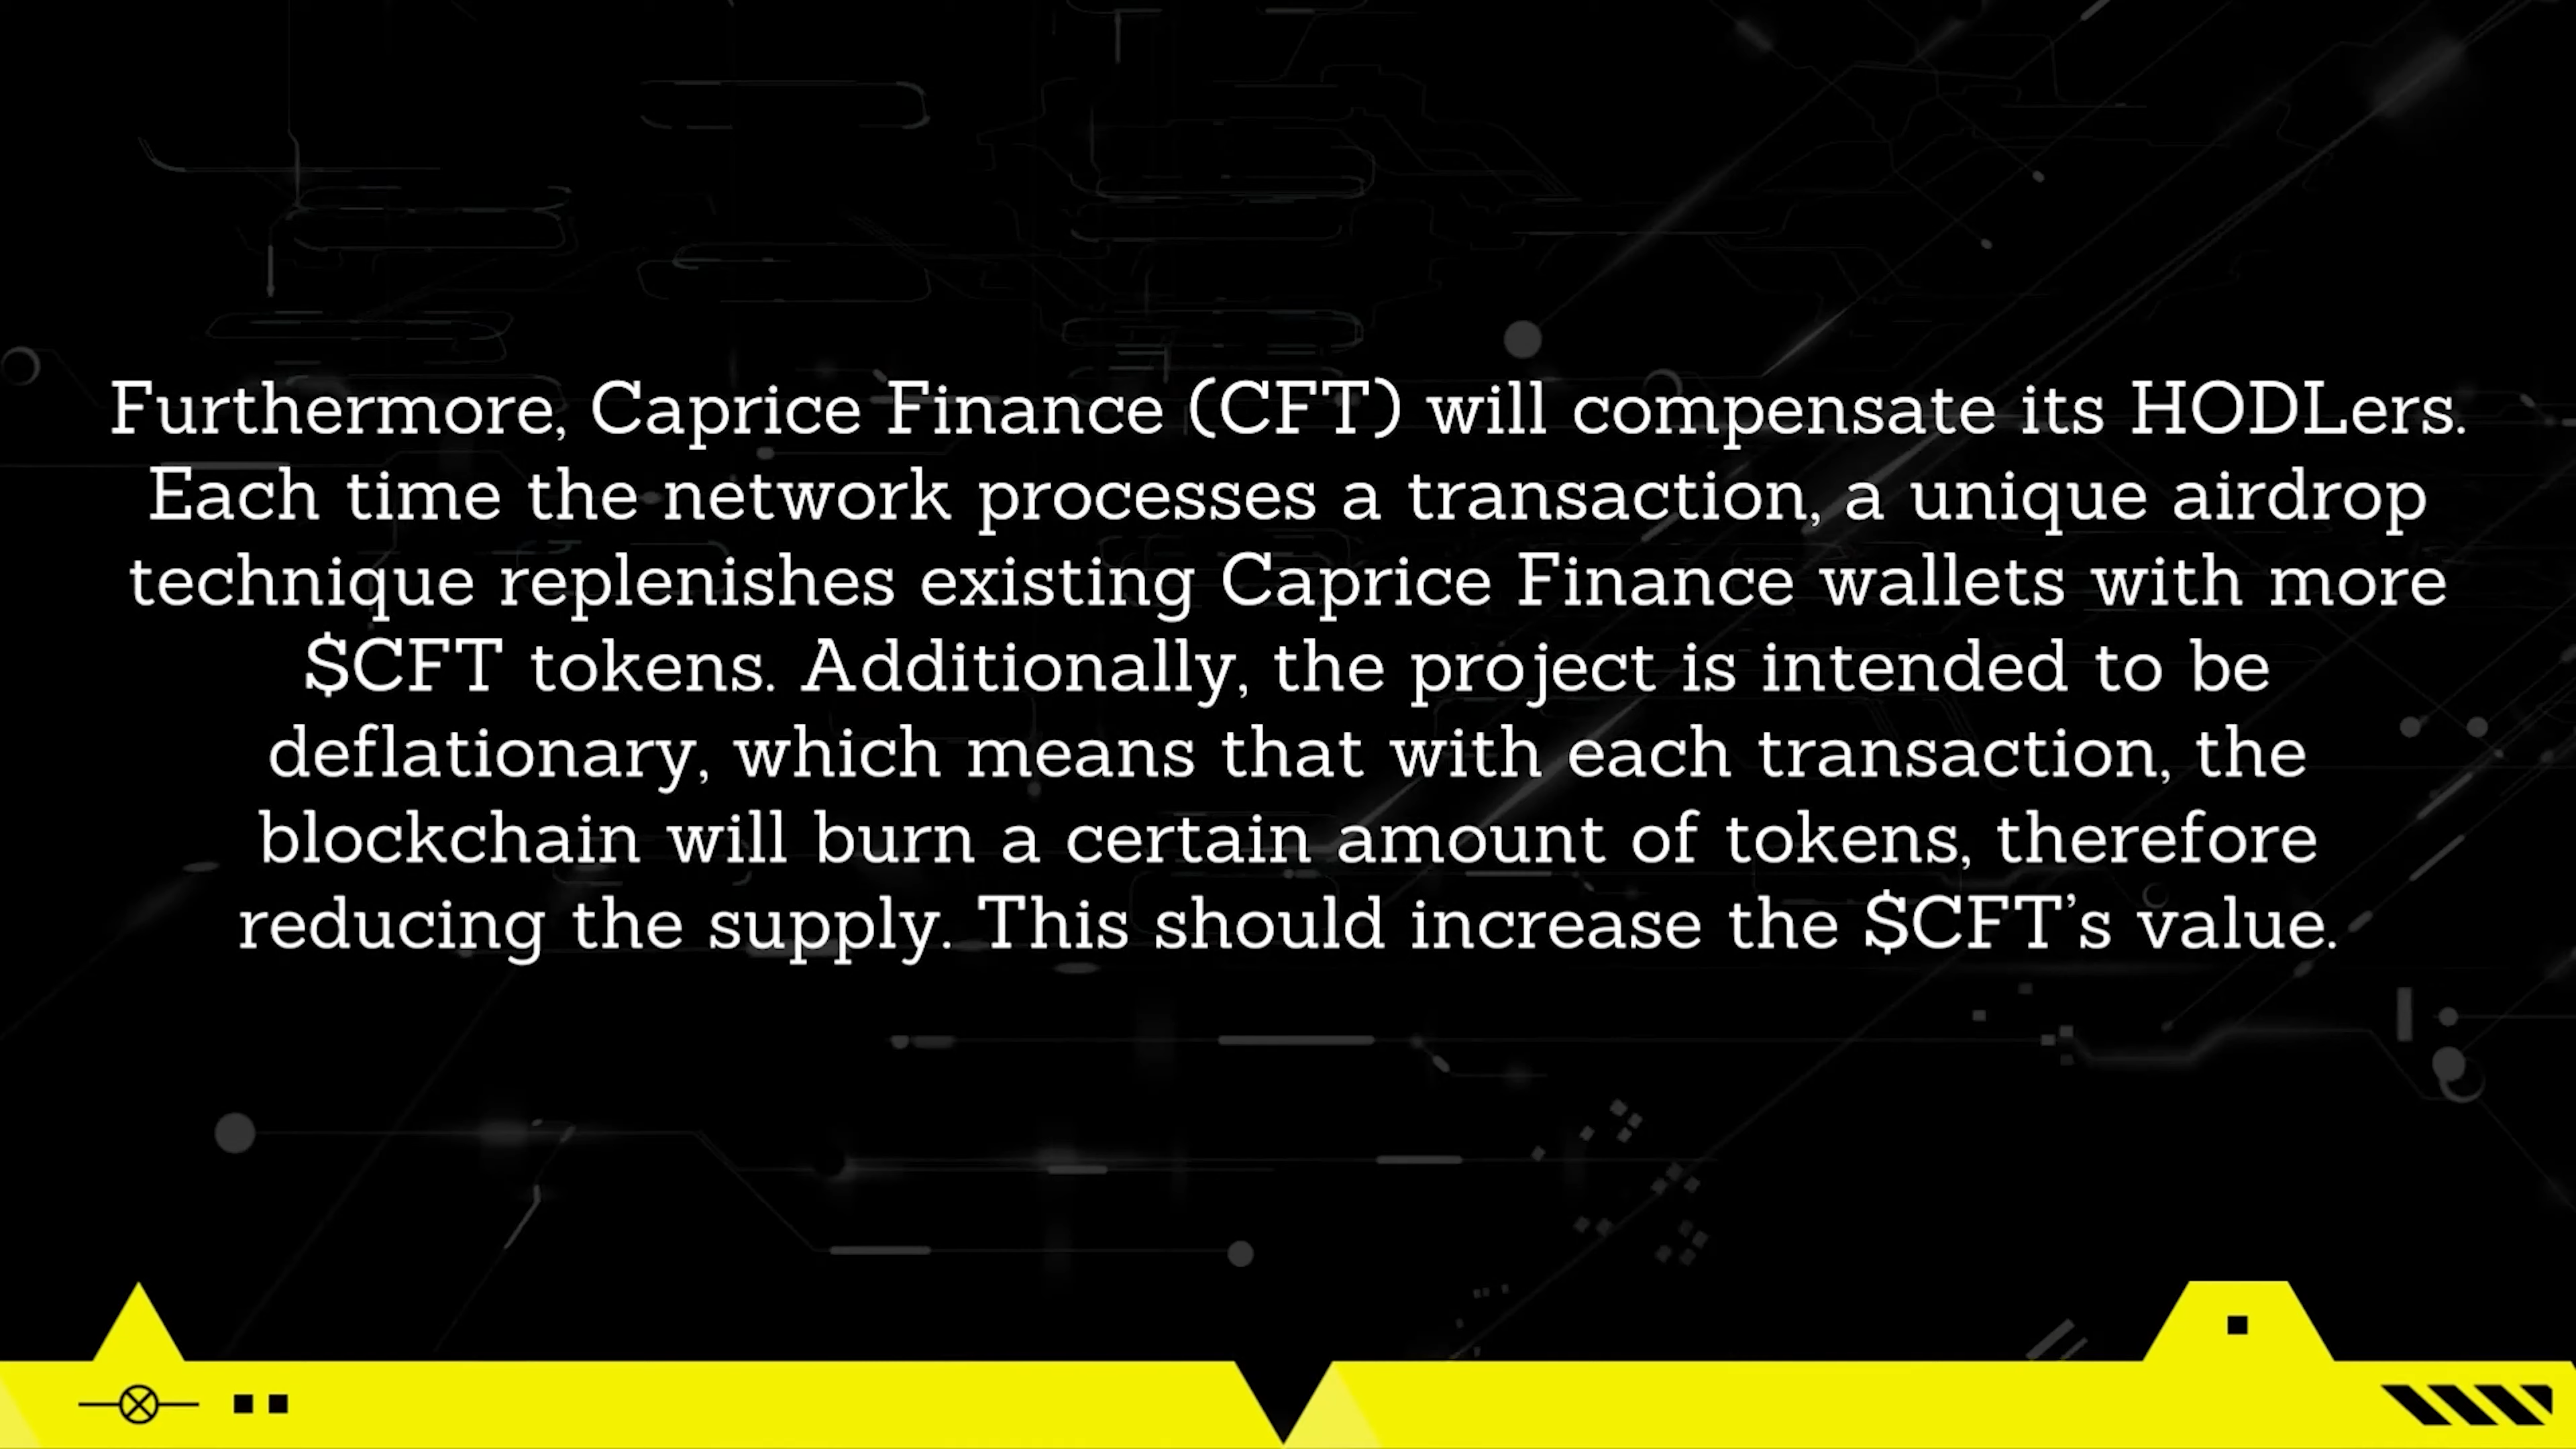 Furthermore, Caprice Finance (CFT) will compensate its HODLers.
Each time the network processes a transaction, a unique airdrop
technique replenishes existing Caprice Finance wallets with more
$CFT tokens. Additionally, the project is intended to be
deflationary, which means that with each transaction, the
blockchain will burn a certain amount of tokens, therefore
reducing the supply. This should increase the $CFT’s value.